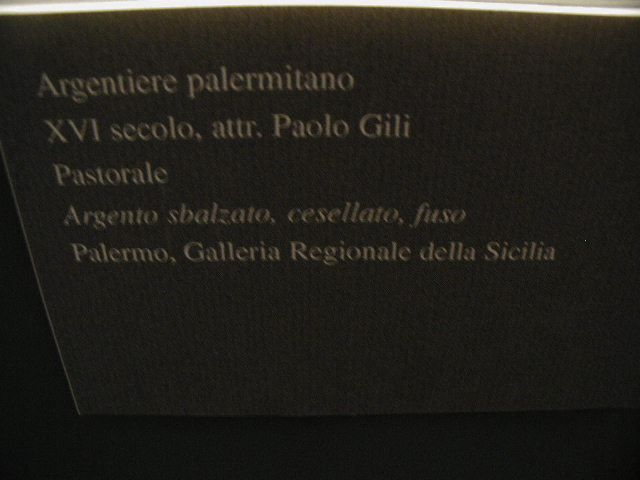 Argentiere palermitano
XVI secolo, attr. Paolo Gili
Pastorale
Argento sbalzato, cesellato, fuso
Palermo, Galleria Regionale della Sicilia